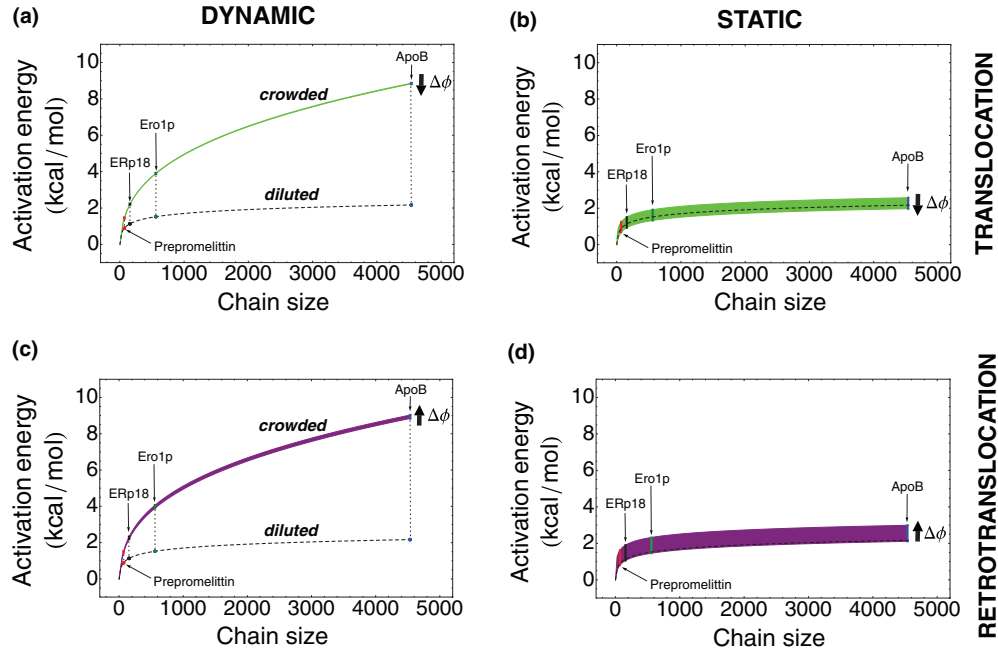 DYNAMIC
STATIC
(a)
Activation energy
(kcal/mol)
10
8
6
4
2
0
ApoB
Δϕ
crowded
Ero1p
ERp18
diluted
Prepromelittin
0 1000 2000 3000 4000 5000
Chain size
(b)
Activation energy
(kcal/mol)
10
8
6
4
2
0
Ero1p
ERp18
ApoB
Δϕ
Prepromelittin
0 1000 2000 3000 4000 5000
Chain size
TRANSLOCATION
(c)
Activation energy
(kcal/mol)
10
8
6
4
2
0
ApoB
Δϕ
crowded
Ero1p
ERp18
diluted
Prepromelittin
0 1000 2000 3000 4000 5000
Chain size
(d)
Activation energy
(kcal/mol)
10
8
6
4
2
0
Ero1p
ERp18
ApoB
Δϕ
Prepromelittin
0 1000 2000 3000 4000 5000
Chain size
RETROTRANSLOCATION